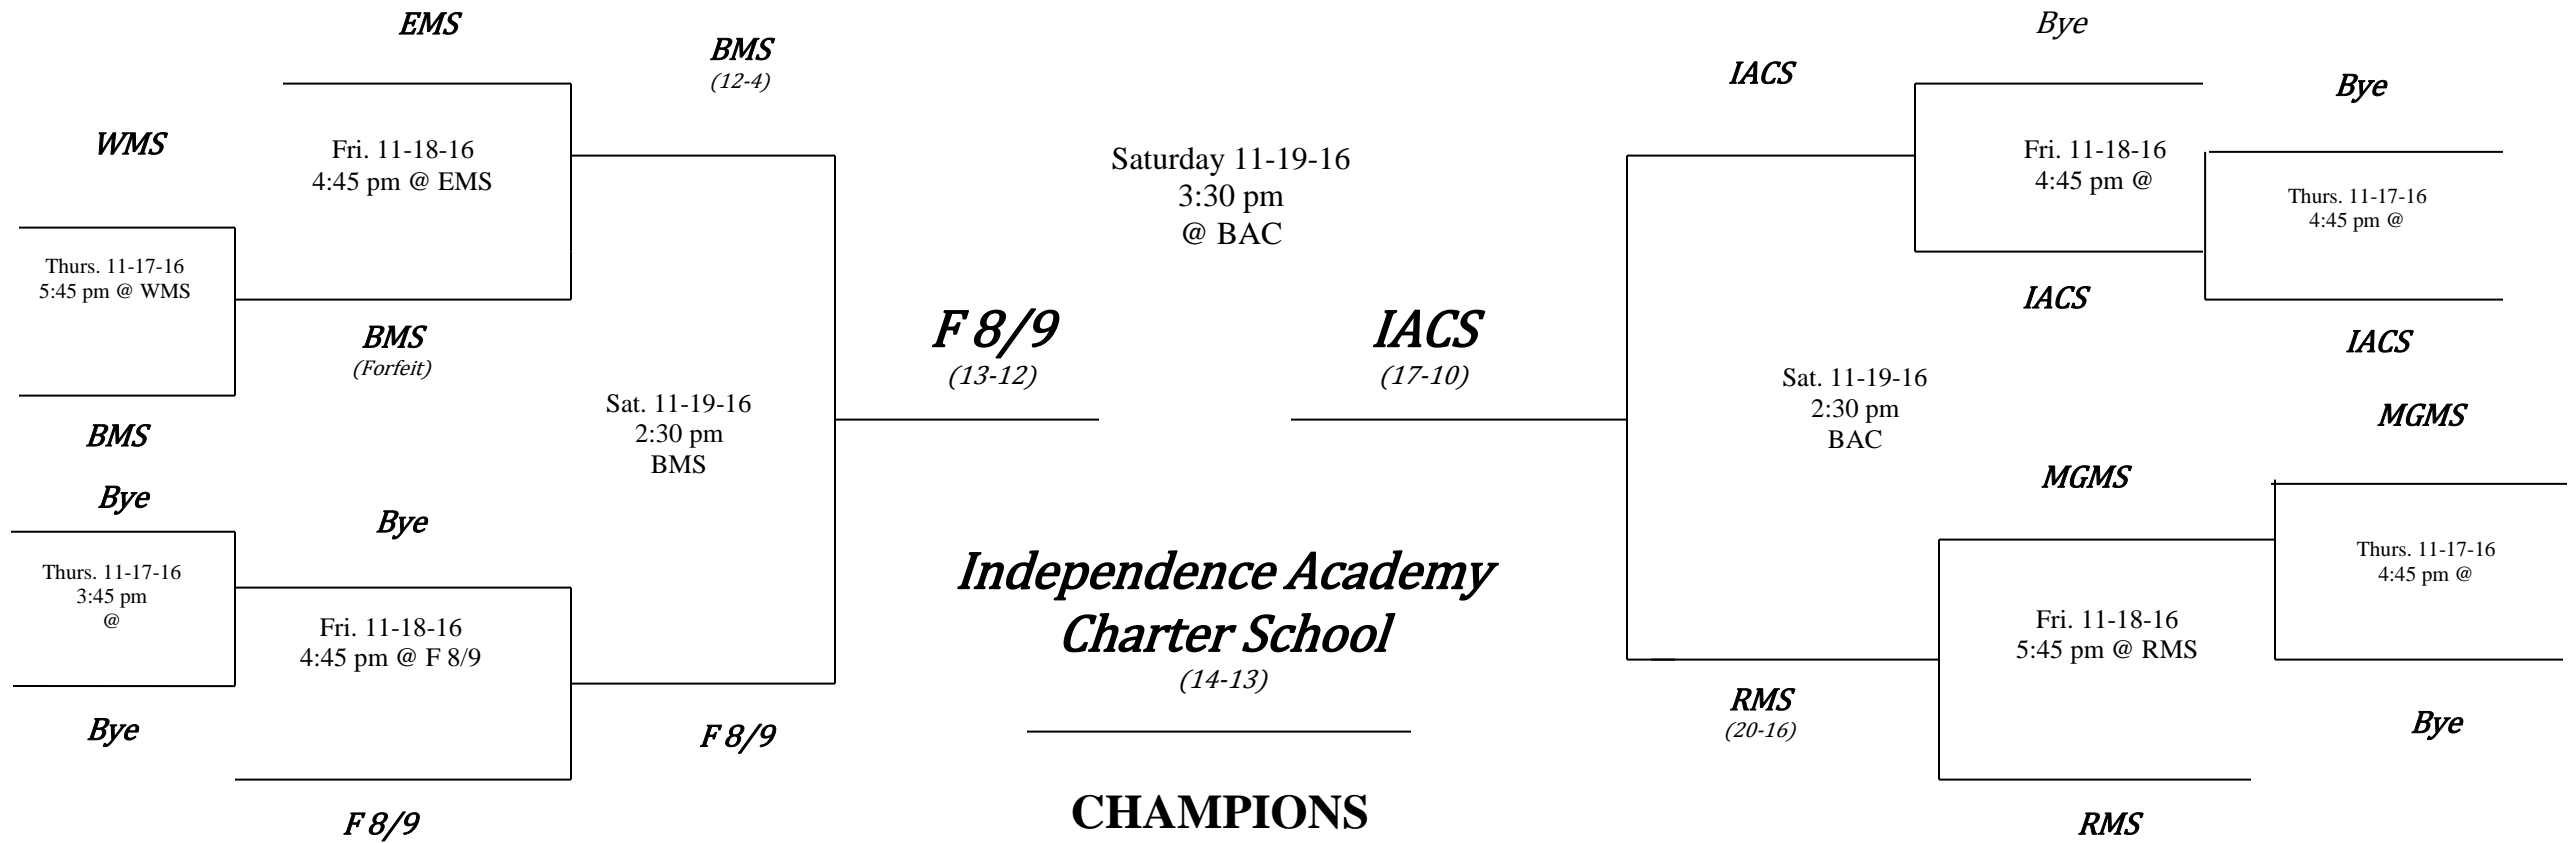 EMS
BMS
(12-4)
WMS
Fri. 11-18-16
4:45 pm @ EMS
Thurs. 11-17-16
5:45 pm @ WMS
BMS
(Forfeit)
BMS
Sat. 11-19-16
2:30 pm
BMS
Bye
Bye
Thurs. 11-17-16
3:45 pm
@
Fri. 11-18-16
4:45 pm @ F 8/9
Bye
F 8/9
F 8/9
Saturday 11-19-16
3:30 pm
@ BAC
F 8/9
(13-12)
IACS
(17-10)
Independence Academy
Charter School
(14-13)
CHAMPIONS
Bye
IACS
Bye
Fri. 11-18-16
4:45 pm @
Thurs. 11-17-16
4:45 pm @
IACS
IACS
Sat. 11-19-16
2:30 pm
BAC
MGMS
MGMS
Thurs. 11-17-16
4:45 pm @
Fri. 11-18-16
5:45 pm @ RMS
RMS
(20-16)
Bye
RMS